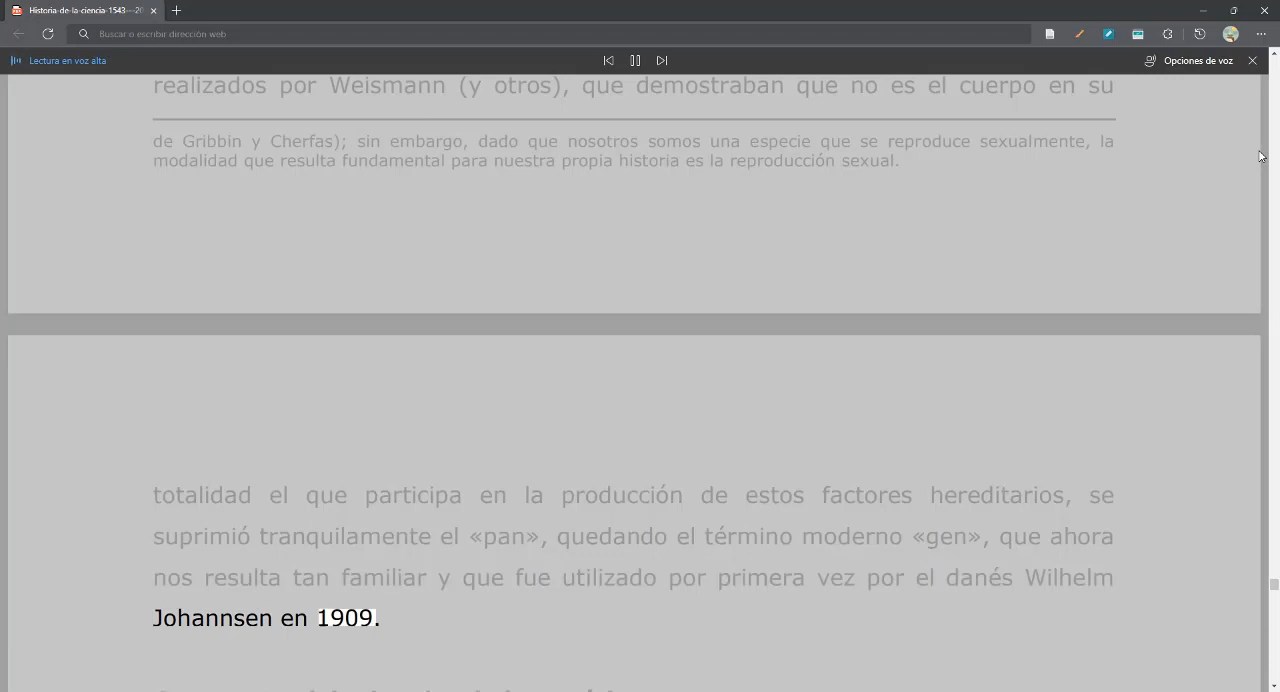 Historia-de-la-ciencia-1543---20
Buscar o escribir dirección web
Lectura en voz alta
Opciones de voz
realizados por Weismann (y otros), que demostraban que no es el cuerpo en su
de Gribbin y Cherfas); sin embargo, dado que nosotros somos una especie que se reproduce sexualmente, la
modalidad que resulta fundamental para nuestra propia historia es la reproducción sexual.
totalidad el que participa en la producción de estos factores hereditarios, se
suprimió tranquilamente el «pan», quedando el término moderno «gen», que ahora
nos resulta tan familiar y que fue utilizado por primera vez por el danés Wilhelm
Johannsen en 1909.